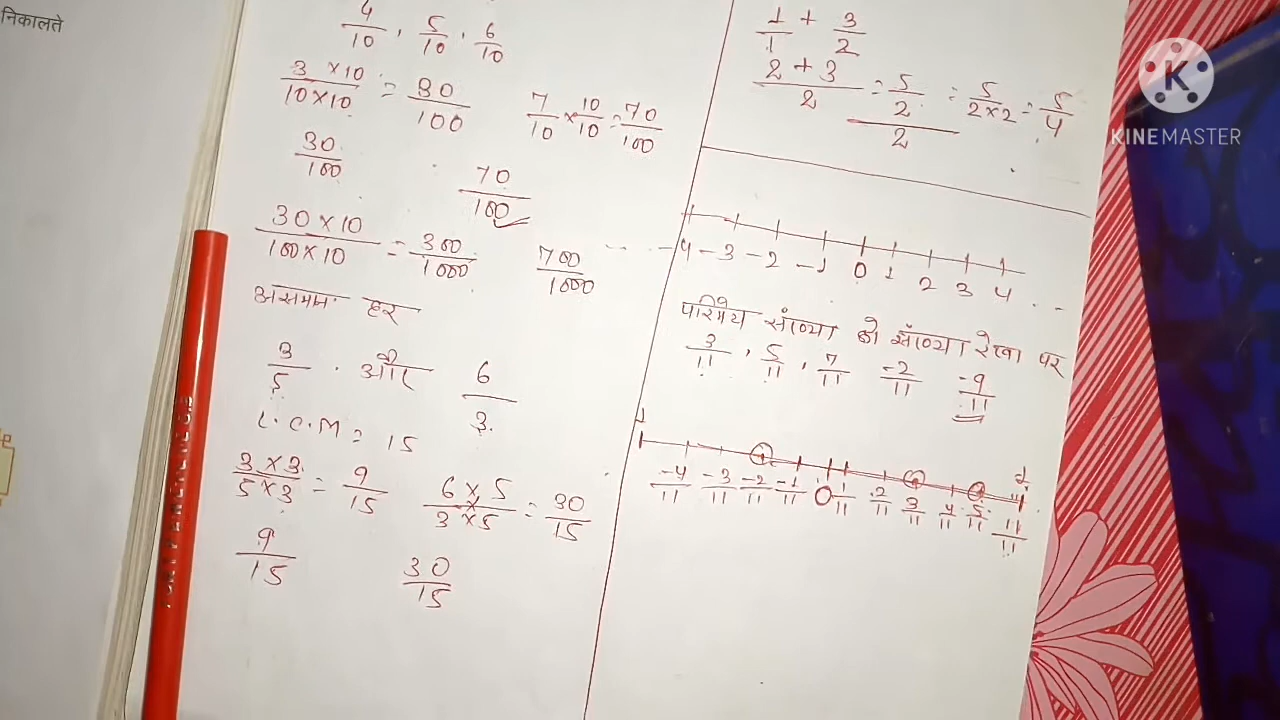 निकालते
4/10 , 5/10 , 6/10
3 × 10 / 10 × 10 = 30/100 7/10 × 10/10 = 70/100
30/100 70/100
30 × 10 / 100 × 10 = 300/1000 700/1000
असमान हर
3/5 . और 6/3
L.C.M = 15
3 × 3 / 5 × 3 = 9/15 6 × 5 / 3 × 5 = 30/15
9/15 30/15
1/1 + 3/2
2 + 3 / 2 = 5/2 / 2 = 5 / 2×2 = 5/4
-4 -3 -2 -1 0 1 2 3 4 . .
परिमेय संख्या को संख्या रेखा पर
3/11 , 5/11 , 7/11 -2/11 -9/11
-4/11 -3/11 -2/11 -1/11 0 1/11 2/11 3/11 4/11 5/11 11/11
KINEMASTER